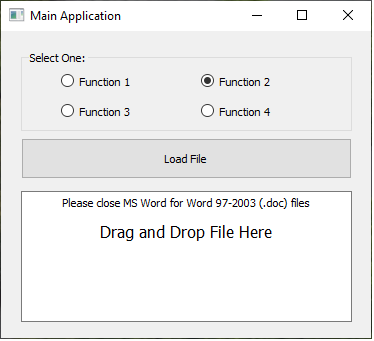 Main Application
Select One:
Function 1
Function 2
Function 3
Function 4
Load File
Please close MS Word for Word 97-2003 (.doc) files
Drag and Drop File Here